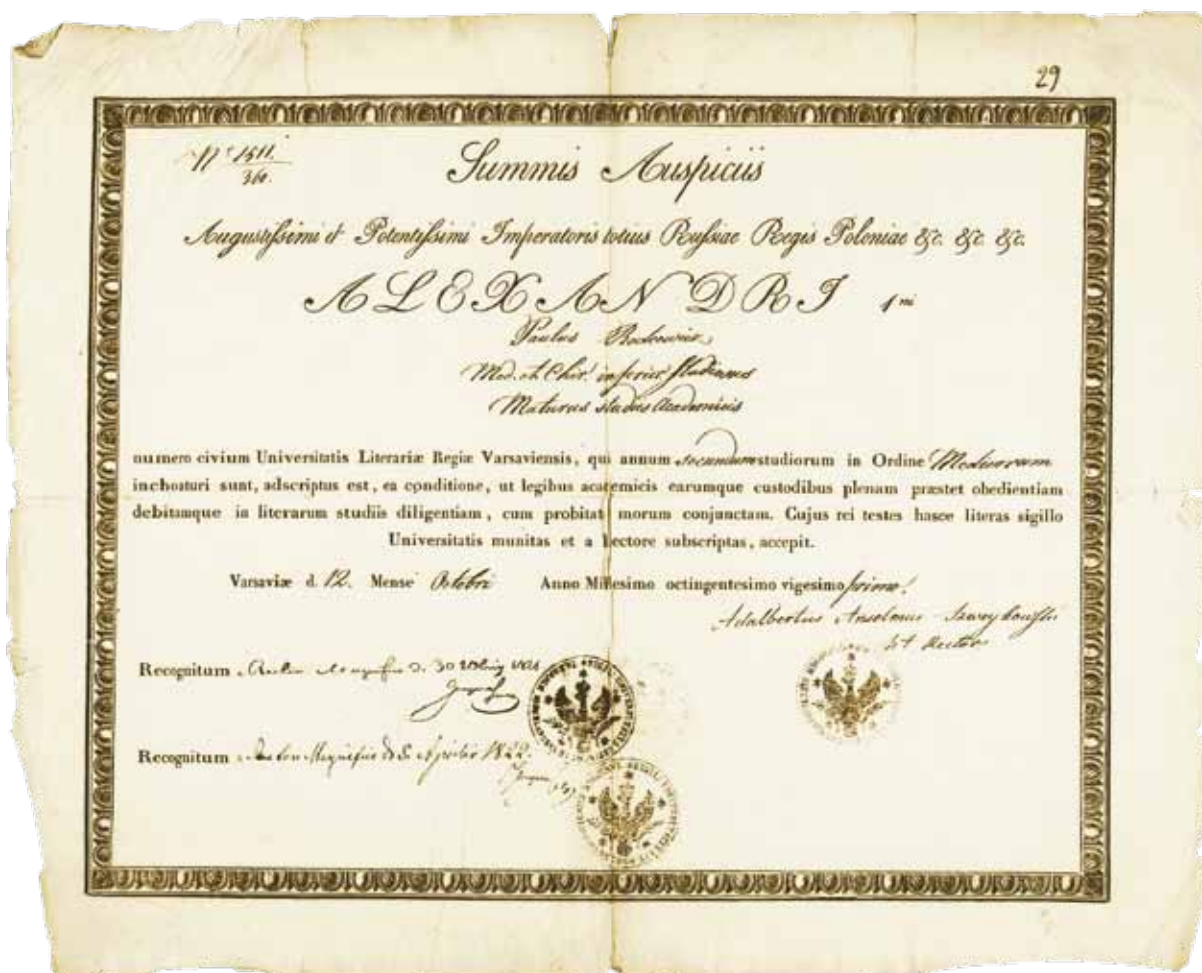 29
Nº 1511.
360.
Summis Auspiciis
Augustissimi et Potentissimi Imperatoris totius Russiae Regis Poloniae &c. &c. &c.
ALEXANDRI 1mi
Paulus
Med. et Chir.
Maturus studiis Academicis
numero civium Universitatis Literariæ Regiæ Varsaviensis, qui annum secundum studiorum in Ordine Medicorum
inchoaturi sunt, adscriptus est, ea conditione, ut legibus academicis earumque custodibus plenam præstet obedientiam
debitamque in literarum studiis diligentiam, cum probitat morum conjunctam. Cujus rei testes hasce literas sigillo
Universitatis munitas et a Rectore subscriptas, accepit.
Varsaviæ d. 12. Mense Octobri Anno Millesimo octingentesimo vigesimo primo.
Adalbertus Anselmus
Rector
Recognitum
Recognitum 1822.